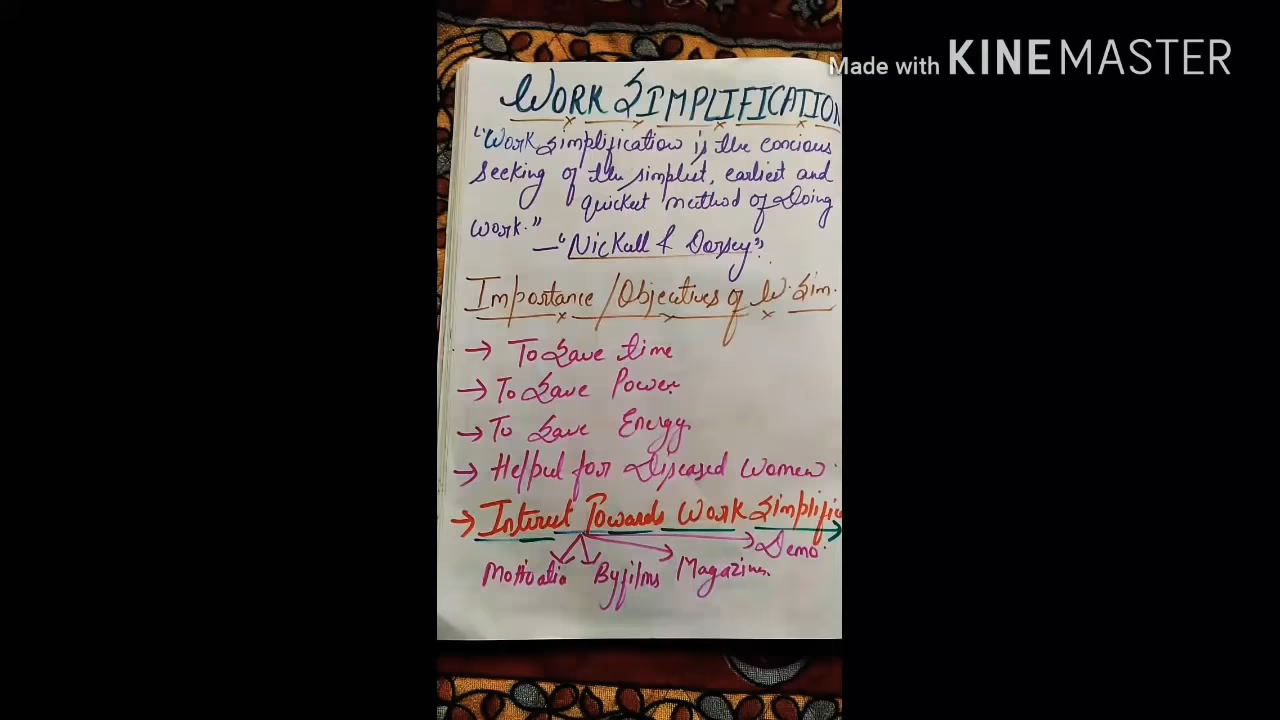 Made with KINEMASTER
WORK SIMPLIFICATION
"Work Simplification is the concious
Seeking of the simplest, earliest and
quickest method of Doing
work."
—"Nickell & Dorsey".
Importance/Objectives of W. Sim.
→ To Save time
→ To Save Power
→ To Save Energy
→ Helpful for Diseased Women
→ Interest Towards Work Simplific
Demo.
Motivatio By films Magazines